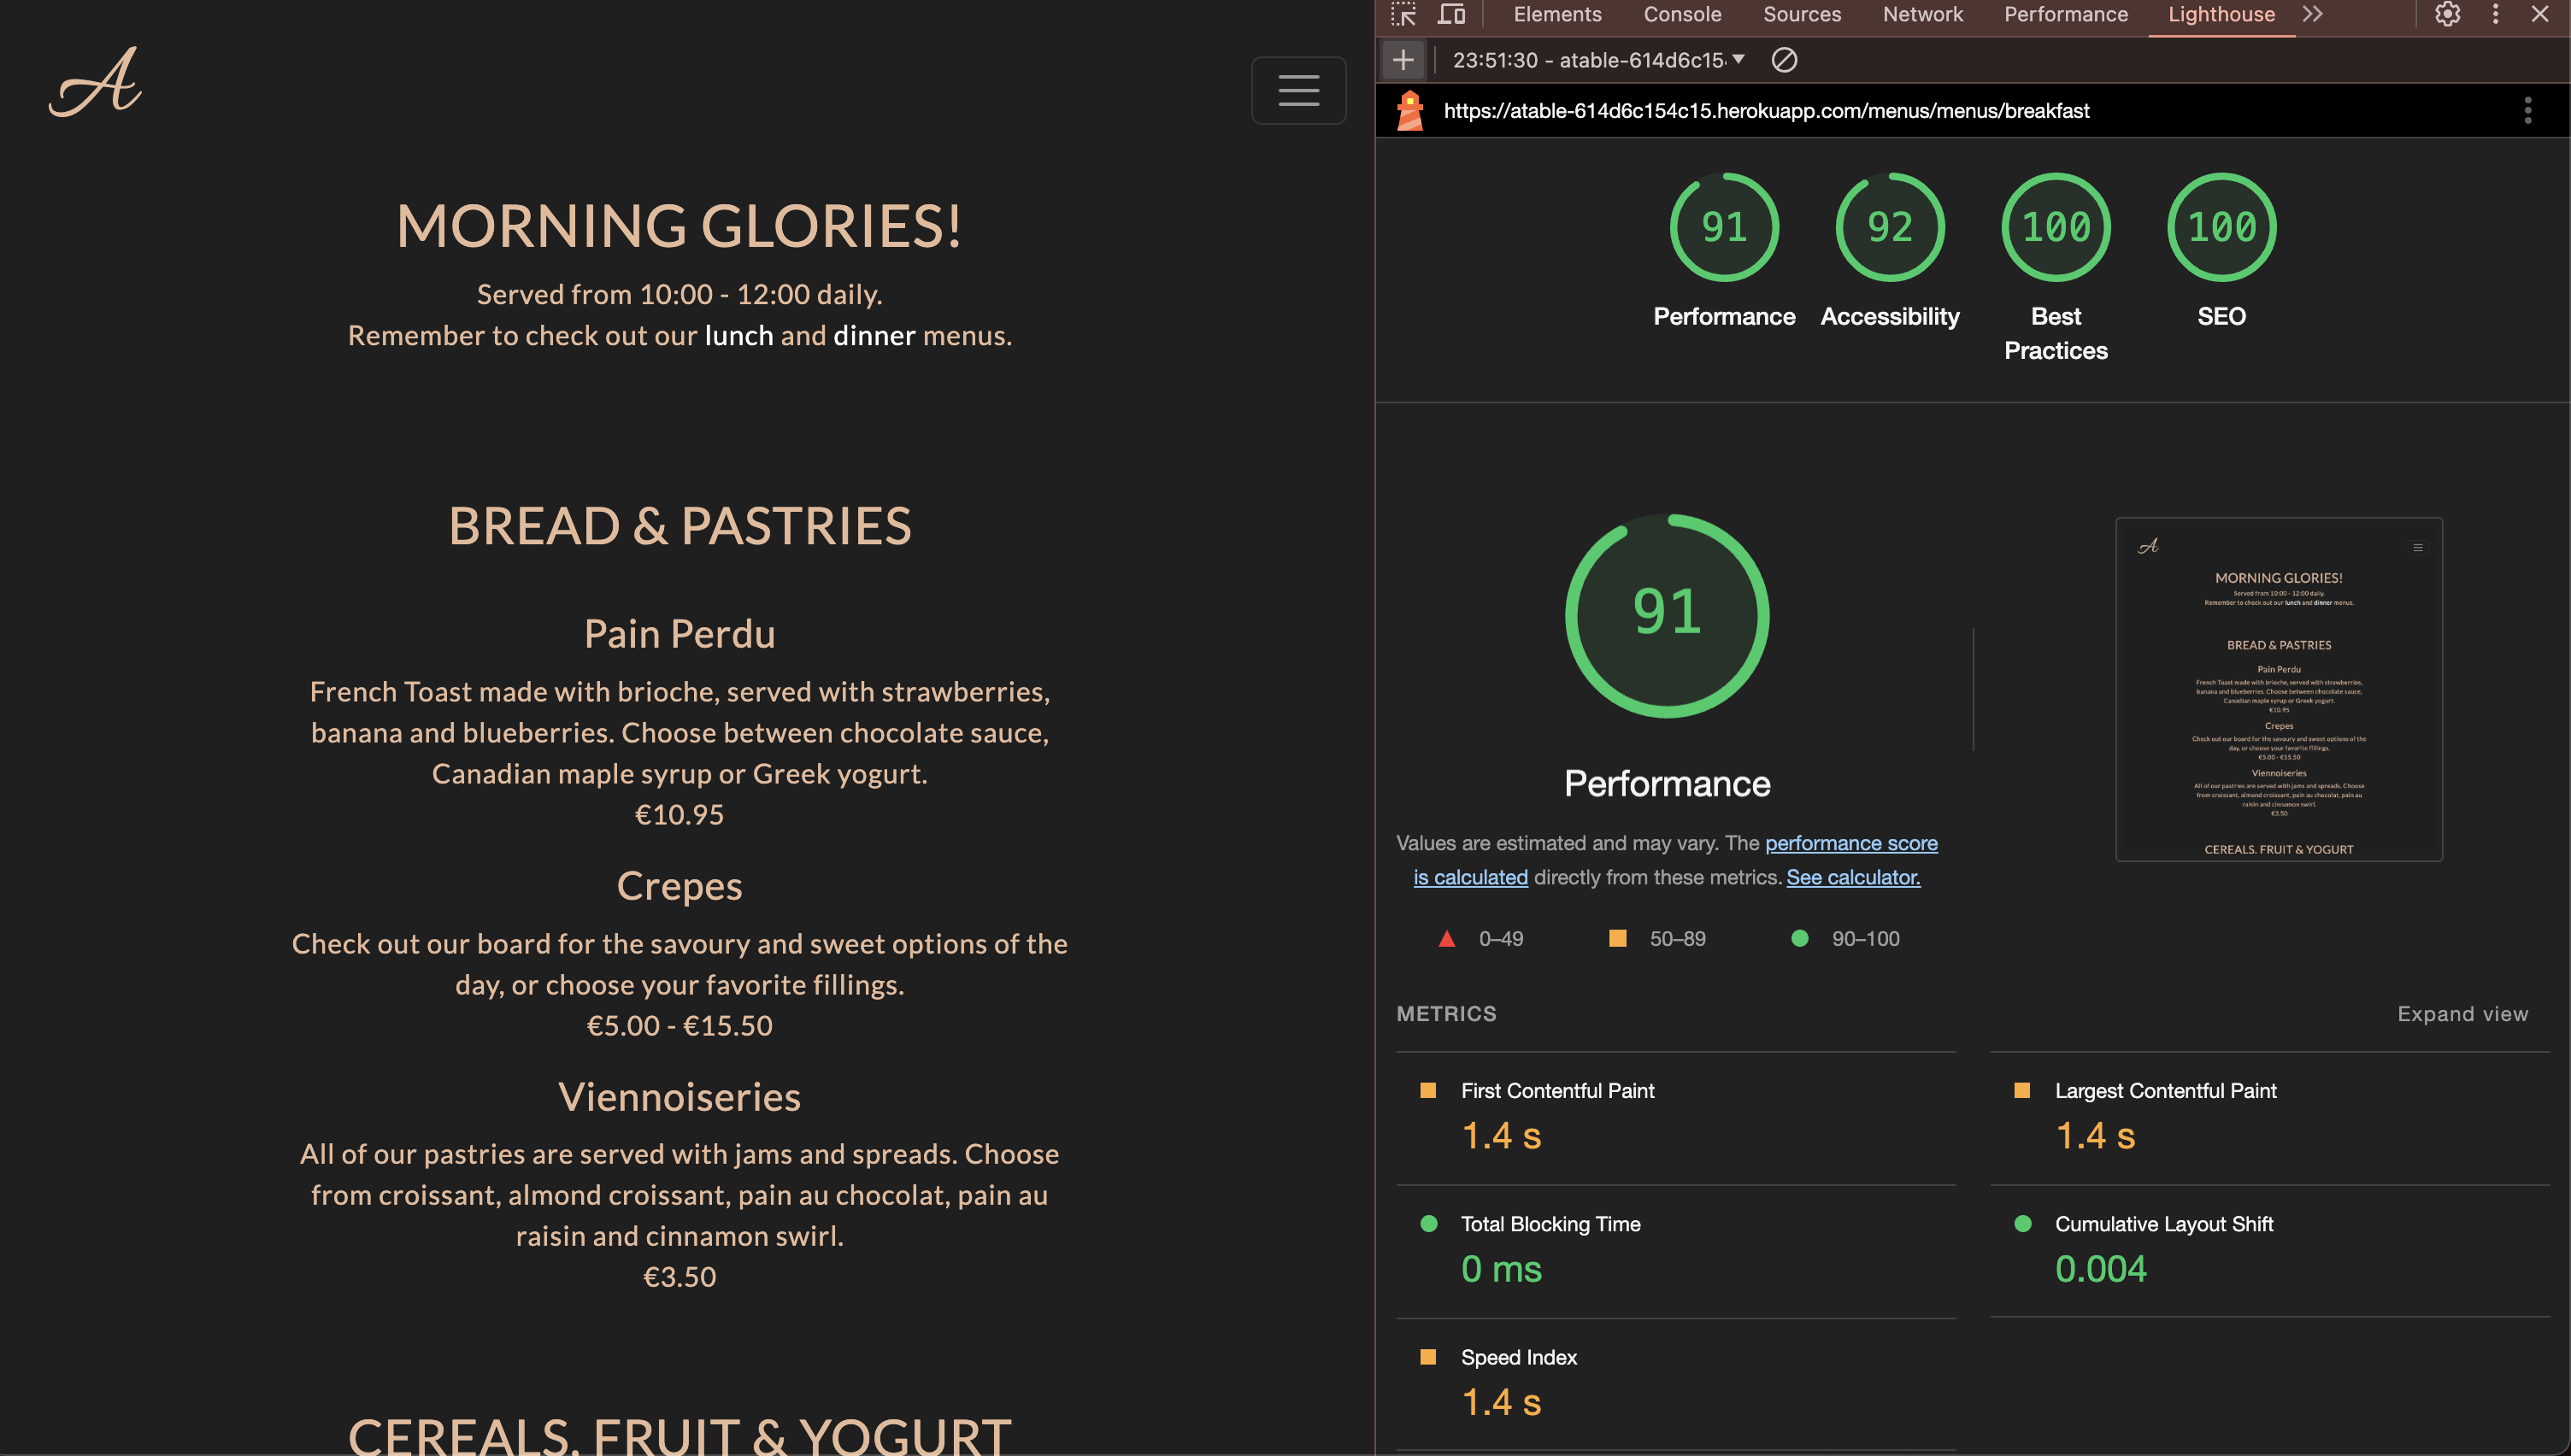 A
MORNING GLORIES!
Served from 10:00 - 12:00 daily.
Remember to check out our lunch and dinner menus.
BREAD & PASTRIES
Pain Perdu
French Toast made with brioche, served with strawberries,
banana and blueberries. Choose between chocolate sauce,
Canadian maple syrup or Greek yogurt.
€10.95
Crepes
Check out our board for the savoury and sweet options of the
day, or choose your favorite fillings.
€5.00 - €15.50
Viennoiseries
All of our pastries are served with jams and spreads. Choose
from croissant, almond croissant, pain au chocolat, pain au
raisin and cinnamon swirl.
€3.50
CEREALS, FRUIT & YOGURT
Elements Console Sources Network Performance Lighthouse
23:51:30 - atable-614d6c15
https://atable-614d6c154c15.herokuapp.com/menus/menus/breakfast
91 92 100 100
Performance Accessibility Best SEO
Practices
91
Performance
Values are estimated and may vary. The performance score
is calculated directly from these metrics. See calculator.
0–49 50–89 90–100
A
MORNING GLORIES!
Served from 10:00 - 12:00 daily.
Remember to check out our lunch and dinner menus.
BREAD & PASTRIES
Pain Perdu
French Toast made with brioche, served with strawberries,
banana and blueberries. Choose between chocolate sauce,
Canadian maple syrup or Greek yogurt.
€10.95
Crepes
Check out our board for the savoury and sweet options of the
day, or choose your favorite fillings.
€5.00 - €15.50
Viennoiseries
All of our pastries are served with jams and spreads. Choose
from croissant, almond croissant, pain au chocolat, pain au
raisin and cinnamon swirl.
€3.50
CEREALS, FRUIT & YOGURT
METRICS Expand view
First Contentful Paint
1.4 s
Largest Contentful Paint
1.4 s
Total Blocking Time
0 ms
Cumulative Layout Shift
0.004
Speed Index
1.4 s